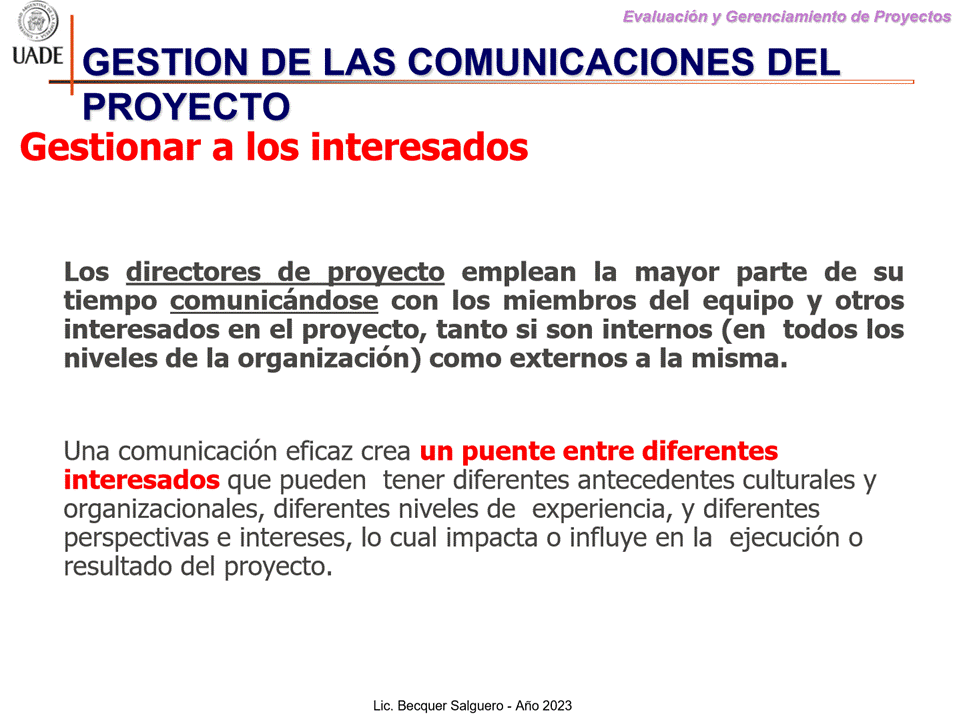 Evaluación y Gerenciamiento de Proyectos
UADE
GESTION DE LAS COMUNICACIONES DEL
PROYECTO
Gestionar a los interesados
Los directores de proyecto emplean la mayor parte de su
tiempo comunicándose con los miembros del equipo y otros
interesados en el proyecto, tanto si son internos (en todos los
niveles de la organización) como externos a la misma.
Una comunicación eficaz crea un puente entre diferentes
interesados que pueden tener diferentes antecedentes culturales y
organizacionales, diferentes niveles de experiencia, y diferentes
perspectivas e intereses, lo cual impacta o influye en la ejecución o
resultado del proyecto.
Lic. Becquer Salguero - Año 2023